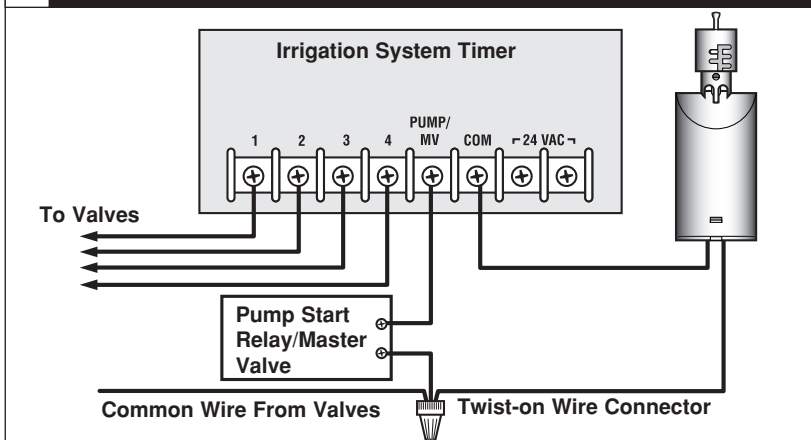 Irrigation System Timer
1 2 3 4 PUMP/
MV COM 24 VAC
To Valves
Pump Start
Relay/Master
Valve
Common Wire From Valves
Twist-on Wire Connector